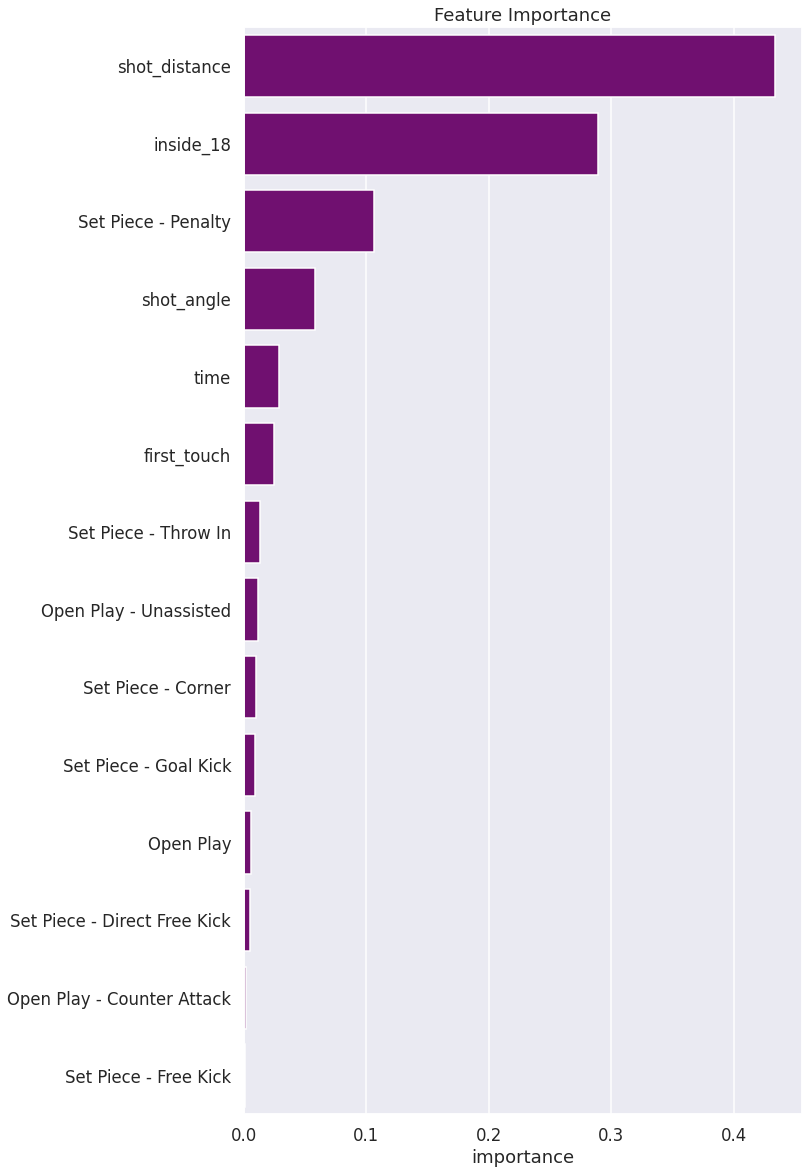 Feature Importance
shot_distance
inside_18
Set Piece - Penalty
shot_angle
time
first_touch
Set Piece - Throw In
Open Play - Unassisted
Set Piece - Corner
Set Piece - Goal Kick
Open Play
Set Piece - Direct Free Kick
Open Play - Counter Attack
Set Piece - Free Kick
0.0 0.1 0.2 0.3 0.4
importance